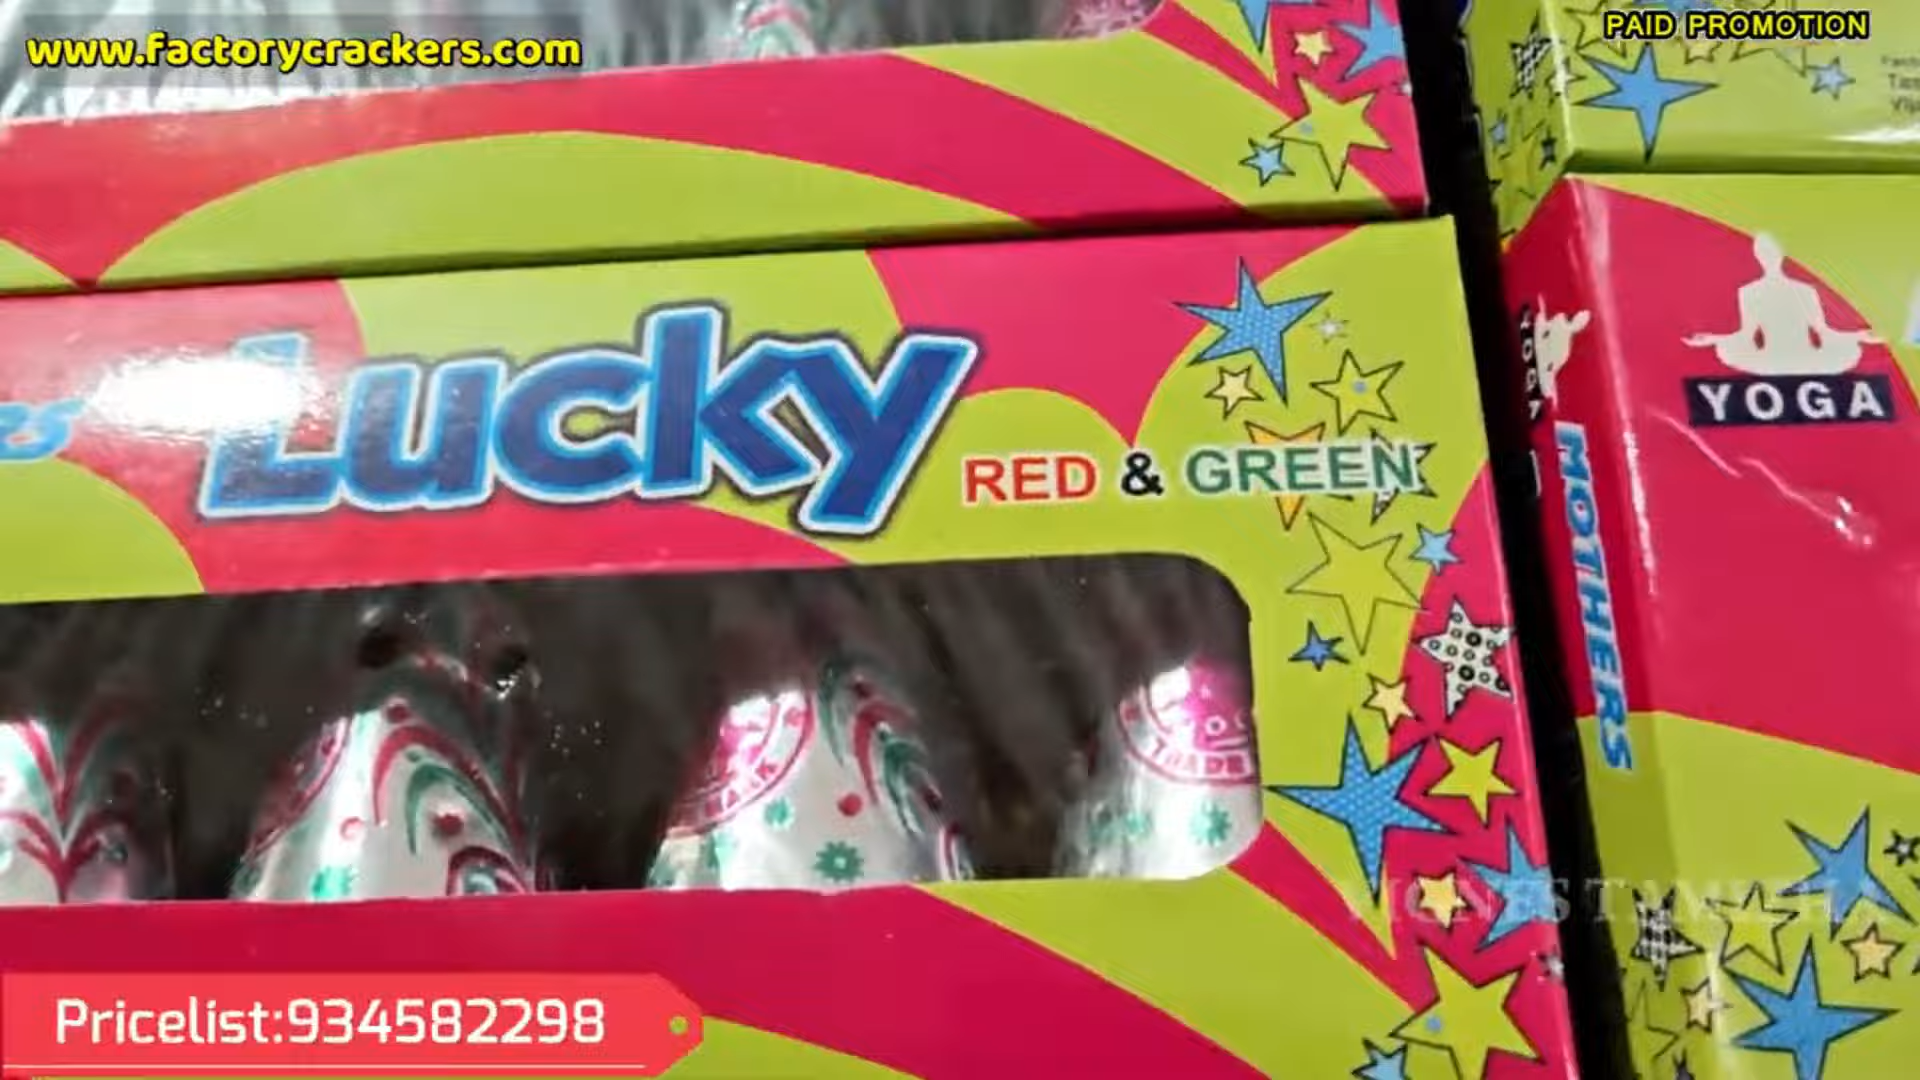 www.factorycrackers.com
PAID PROMOTION
Lucky
RED & GREEN
YOGA
MOTHERS
Pricelist:934582298